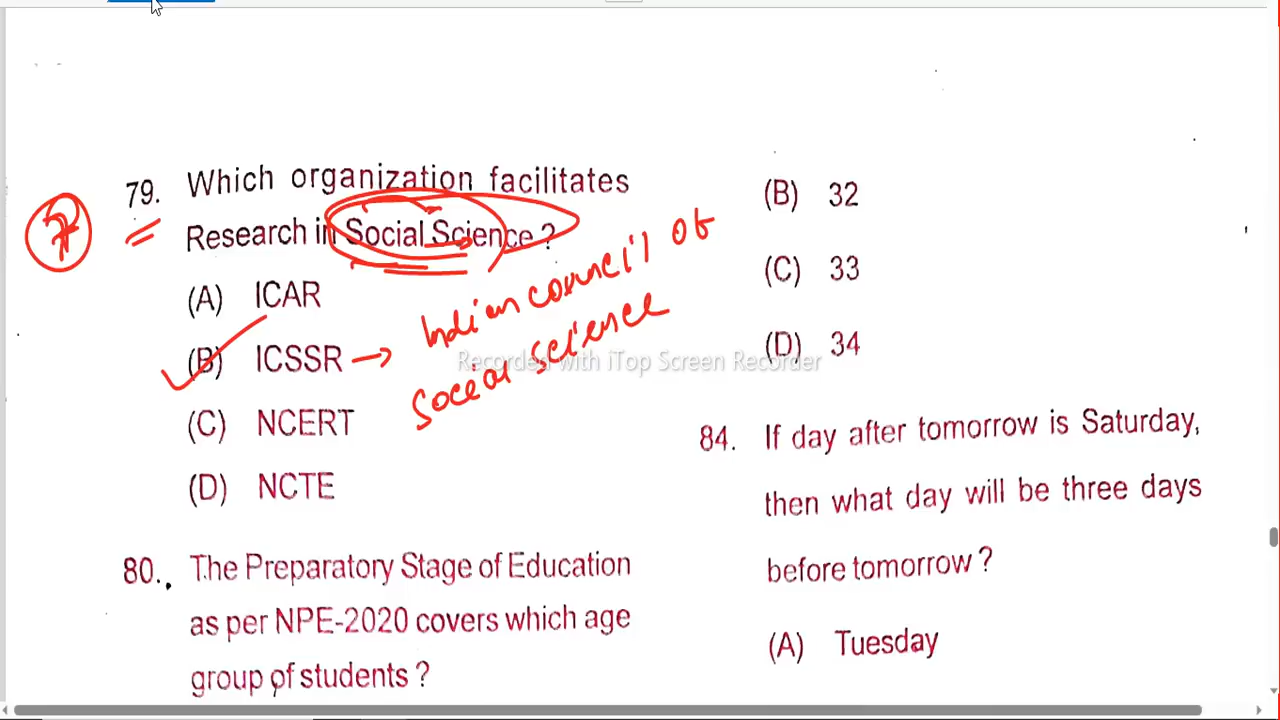 79. Which organization facilitates
Research in Social Science ?
(A) ICAR
(B) ICSSR → Indian council of
social science
(C) NCERT
(D) NCTE
80. The Preparatory Stage of Education
as per NPE-2020 covers which age
group of students ?
(B) 32
(C) 33
(D) 34
84. If day after tomorrow is Saturday,
then what day will be three days
before tomorrow ?
(A) Tuesday
Recorded with iTop Screen Recorder